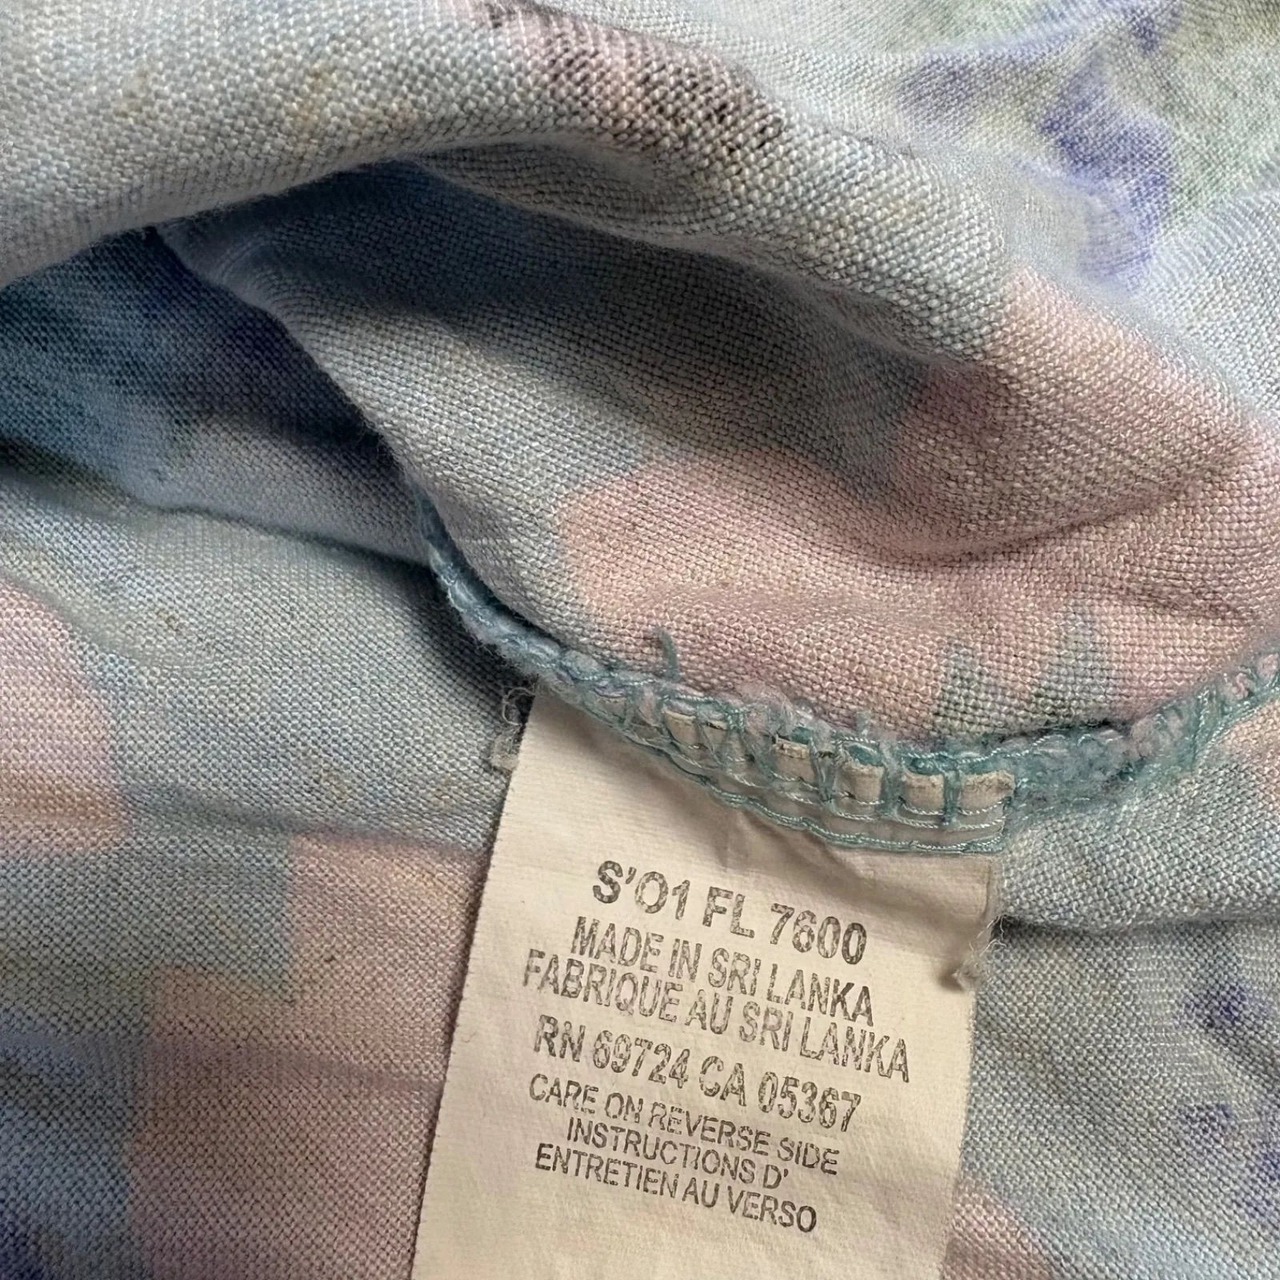 S'O1 FL 7600
MADE IN SRI LANKA
FABRIQUE AU SRI LANKA
RN 69724 CA 05367
CARE ON REVERSE SIDE
INSTRUCTIONS D'
ENTRETIEN AU VERSO